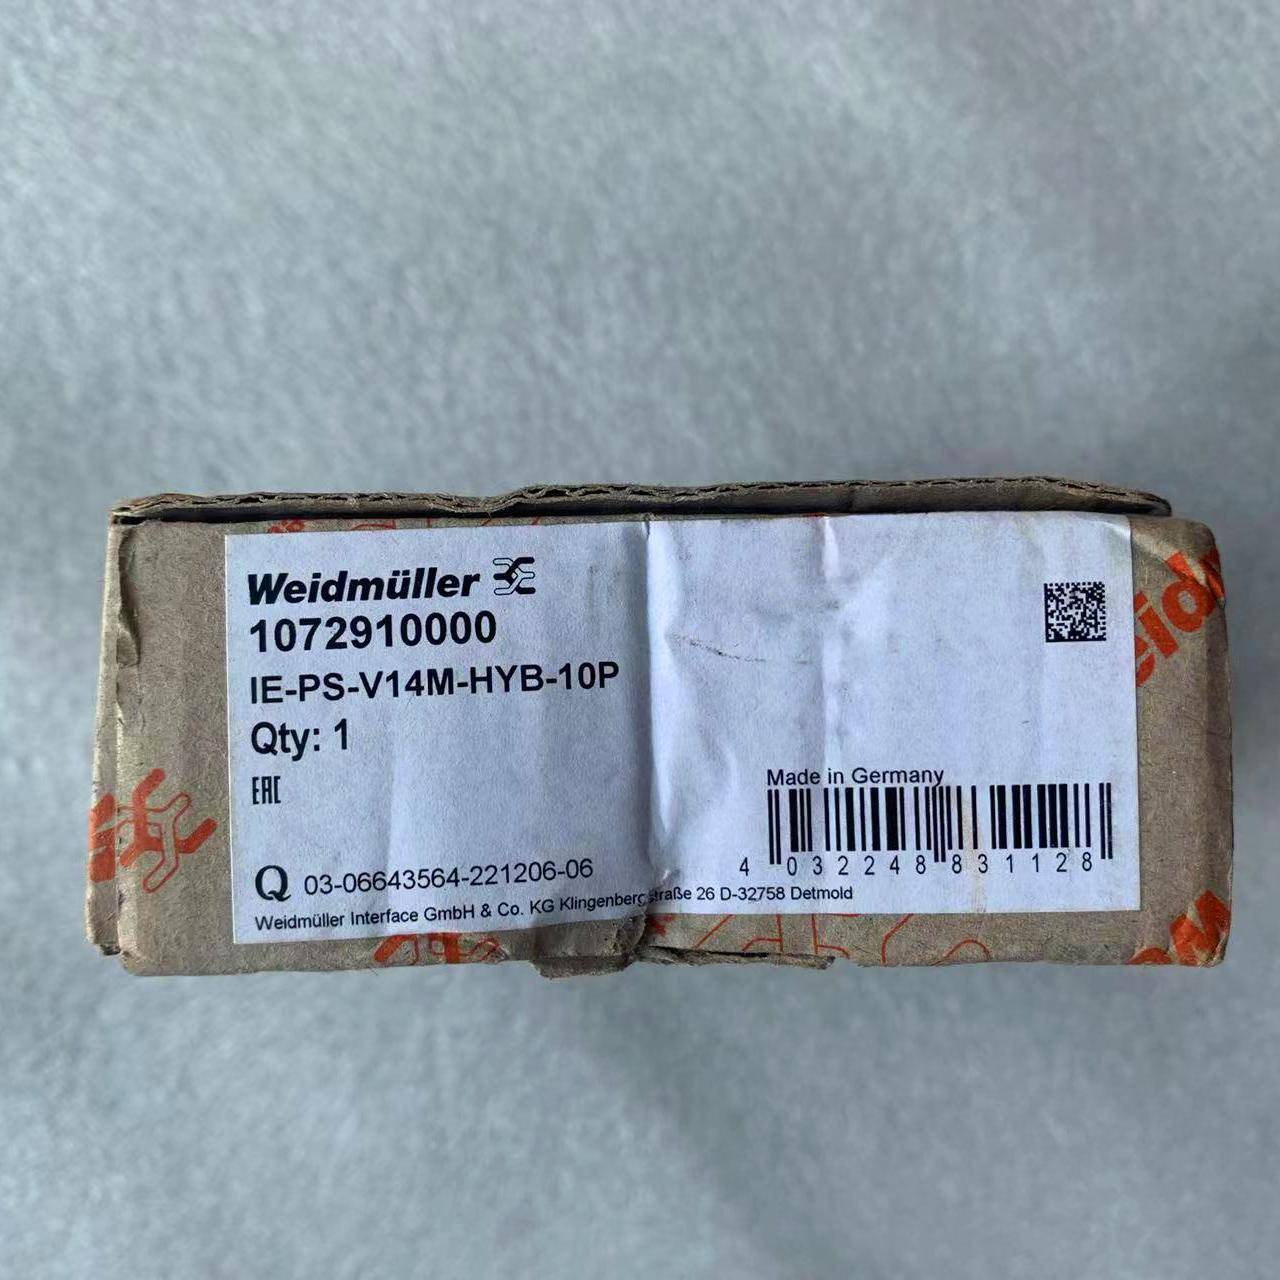 Weidmüller
1072910000
IE-PS-V14M-HYB-10P
Qty: 1
EAC
Made in Germany
4 032248 831128
Q 03-06643564-221206-06
Weidmüller Interface GmbH & Co. KG Klingenbergstraße 26 D-32758 Detmold
eid